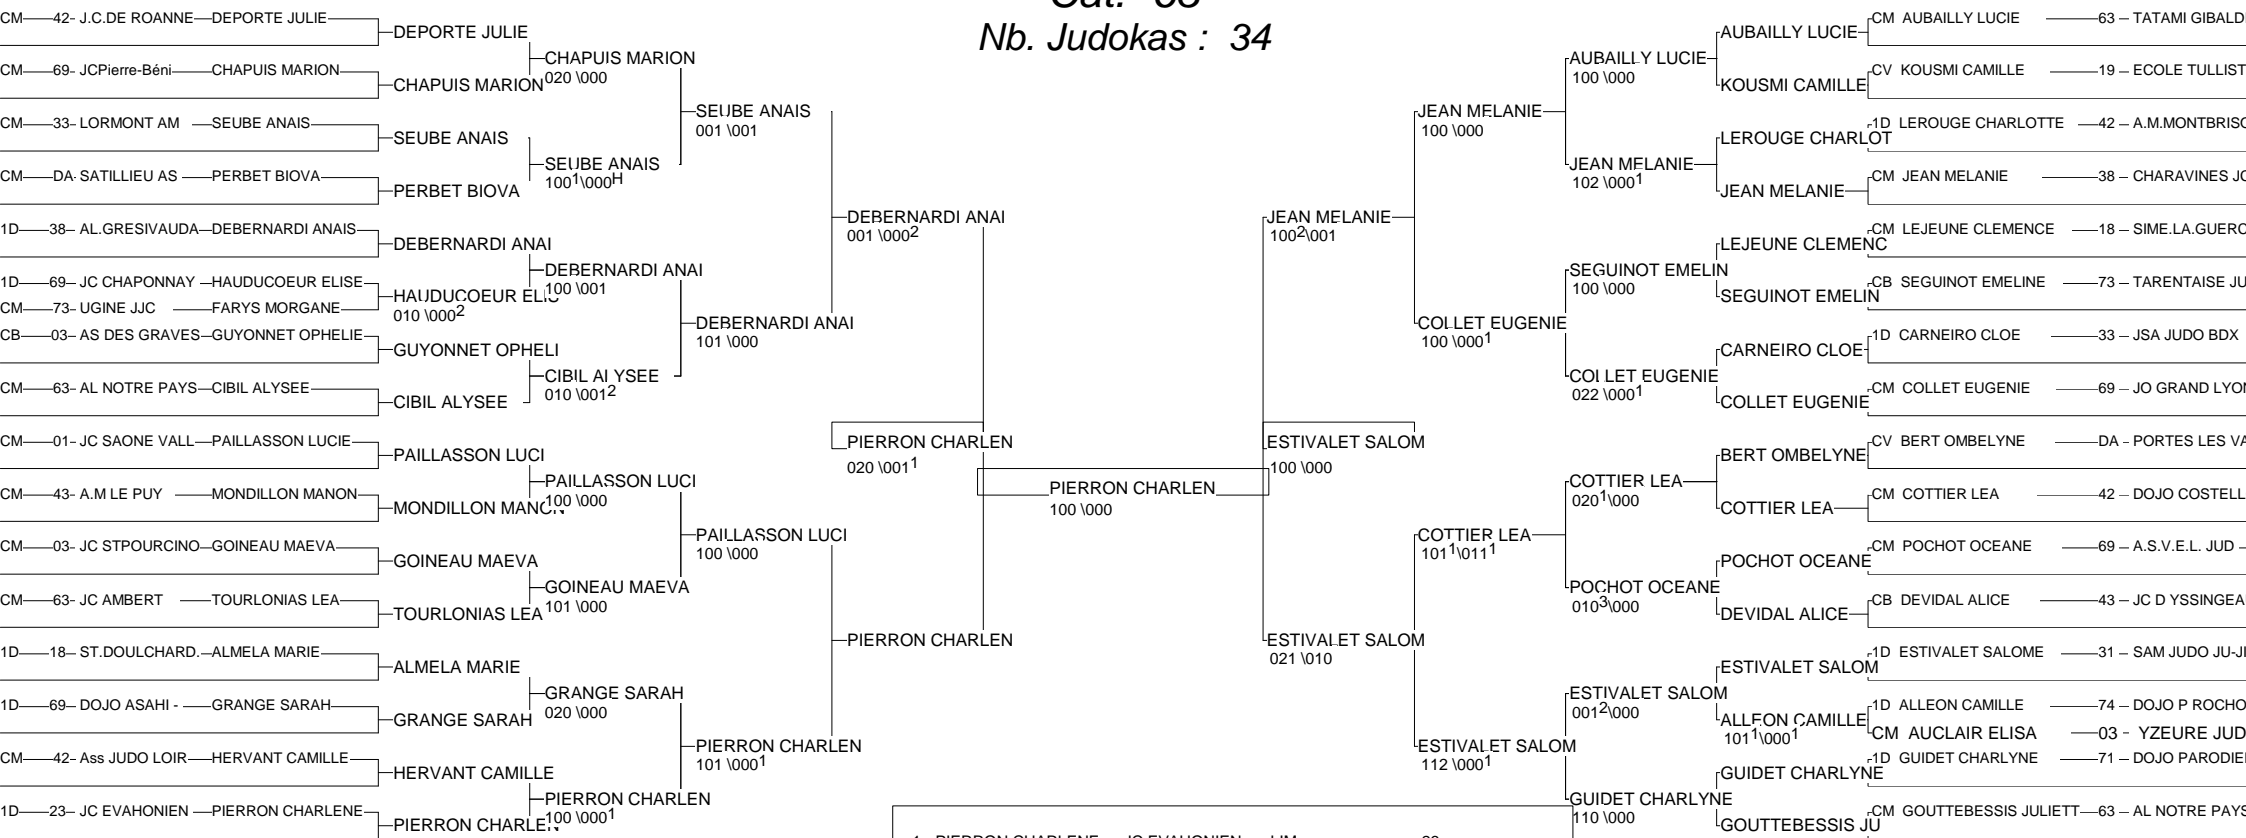 Nb. Judokas : 34
CM 42- J.C.DE ROANNE DEPORTE JULIE
DEPORTE JULIE
CHAPUIS MARION
020 \000
CM 69- JCPierre-Béni CHAPUIS MARION
CHAPUIS MARION
SEUBE ANAIS
001 \001
CM 33- LORMONT AM SEUBE ANAIS
SEUBE ANAIS
SEUBE ANAIS
1001\000H
CM DA- SATILLIEU AS PERBET BIOVA
PERBET BIOVA
DEBERNARDI ANAI
001 \0002
1D 38- AL.GRESIVAUDA DEBERNARDI ANAIS
DEBERNARDI ANAI
DEBERNARDI ANAI
100 \001
1D 69- JC CHAPONNAY HAUDUCOEUR ELISE
HAUDUCOEUR
CM 73- UGINE JJC FARYS MORGANE
010 \0002
DEBERNARDI ANAI
101 \000
CB 03- AS DES GRAVES GUYONNET OPHELIE
GUYONNET OPHELI
CIBIL ALYSEE
010 \0012
CM 63- AL NOTRE PAYS CIBIL ALYSEE
CIBIL ALYSEE
PIERRON CHARLEN
020 \0011
CM 01- JC SAONE VALL PAILLASSON LUCIE
PAILLASSON LUCI
PAILLASSON LUCI
100 \000
CM 43- A.M LE PUY MONDILLON MANON
MONDILLON MANON
PAILLASSON LUCI
100 \000
CM 03- JC STPOURCINO GOINEAU MAEVA
GOINEAU MAEVA
GOINEAU MAEVA
101 \000
CM 63- JC AMBERT TOURLONIAS LEA
TOURLONIAS LEA
PIERRON CHARLEN
1D 18- ST.DOULCHARD. ALMELA MARIE
ALMELA MARIE
GRANGE SARAH
020 \000
1D 69- DOJO ASAHI - GRANGE SARAH
GRANGE SARAH
PIERRON CHARLEN
101 \0001
CM 42- Ass JUDO LOIR HERVANT CAMILLE
HERVANT CAMILLE
PIERRON CHARLEN
100 \0001
1D 23- JC EVAHONIEN PIERRON CHARLENE
PIERRON CHARLEN
PIERRON CHARLEN
100 \000
AUBAILLY LUCIE
CM AUBAILLY LUCIE 63 – TATAMI GIBALD
AUBAILLY LUCIE
100 \000
KOUSMI CAMILLE
CV KOUSMI CAMILLE 19 – ECOLE TULLIST
JEAN MELANIE
100 \000
LEROUGE CHARLOT
1D LEROUGE CHARLOTTE 42 – A.M.MONTBRISO
JEAN MELANIE
102 \0001
JEAN MELANIE
CM JEAN MELANIE 38 – CHARAVINES JC
JEAN MELANIE
1002\001
LEJEUNE CLEMENC
CM LEJEUNE CLEMENCE 18 – SIME.LA.GUERC
SEGUINOT EMELIN
100 \000
SEGUINOT EMELIN
CB SEGUINOT EMELINE 73 – TARENTAISE JU
COLLET EUGENIE
100 \0001
CARNEIRO CLOE
1D CARNEIRO CLOE 33 – JSA JUDO BDX
COLLET EUGENIE
022 \0001
COLLET EUGENIE
CM COLLET EUGENIE 69 – JO GRAND LYON
ESTIVALET SALOM
100 \000
BERT OMBELYNE
CV BERT OMBELYNE DA – PORTES LES VA
COTTIER LEA
0201\000
COTTIER LEA
CM COTTIER LEA 42 – DOJO COSTELL
COTTIER LEA
1011\0111
POCHOT OCEANE
CM POCHOT OCEANE 69 – A.S.V.E.L. JUD –
POCHOT OCEANE
0103\000
DEVIDAL ALICE
CB DEVIDAL ALICE 43 – JC D YSSINGEA
ESTIVALET SALOM
021 \010
ESTIVALET SALOM
1D ESTIVALET SALOME 31 – SAM JUDO JU-JI
ESTIVALET SALOM
0012\000
ALLEON CAMILLE
1D ALLEON CAMILLE 74 – DOJO P ROCHO
1011\0001
CM AUCLAIR ELISA 03 - YZEURE JUD
ESTIVALET SALOM
112 \0001
GUIDET CHARLYNE
1D GUIDET CHARLYNE 71 – DOJO PARODIE
GUIDET CHARLYNE
110 \000
GOUTTEBESSIS JU
CM GOUTTEBESSIS JULIETT 63 – AL NOTRE PAYS